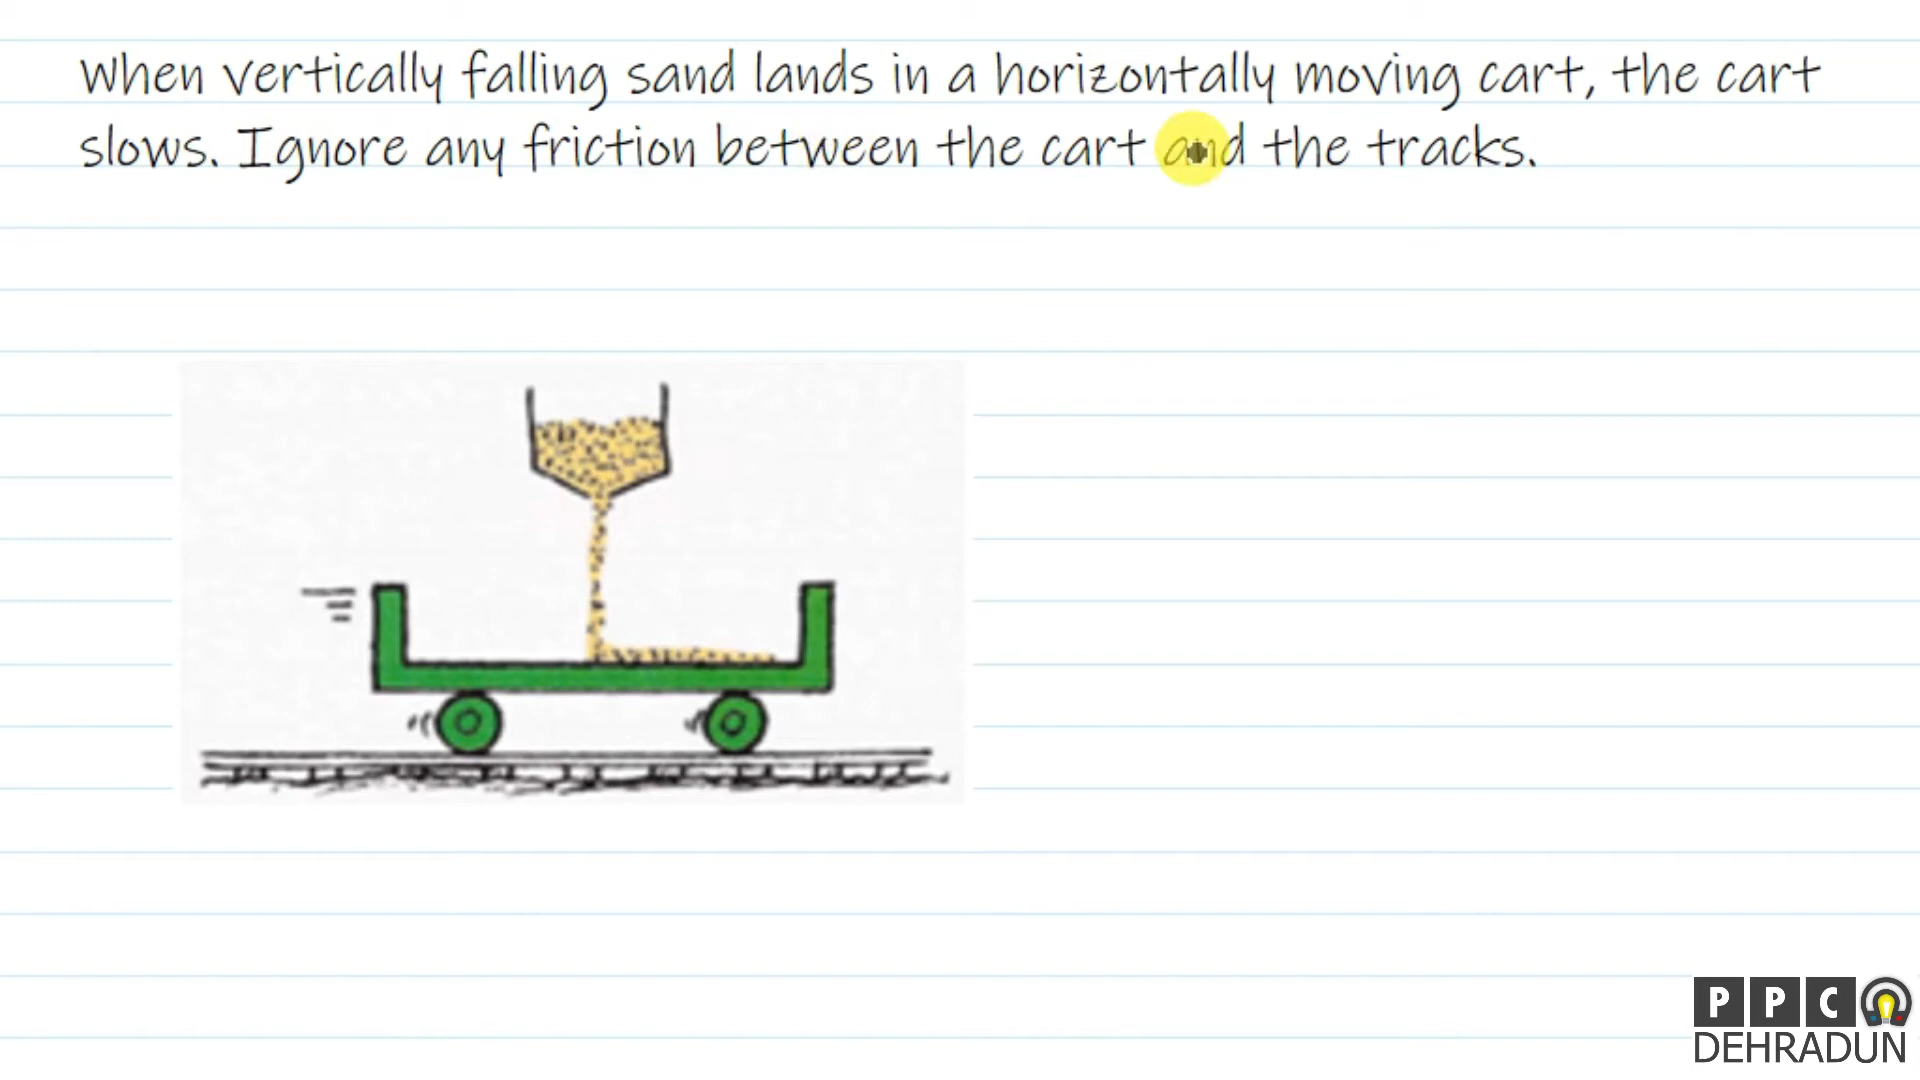 When vertically falling sand lands in a horizontally moving cart, the cart
slows. Ignore any friction between the cart and the tracks.
PPC
DEHRADUN